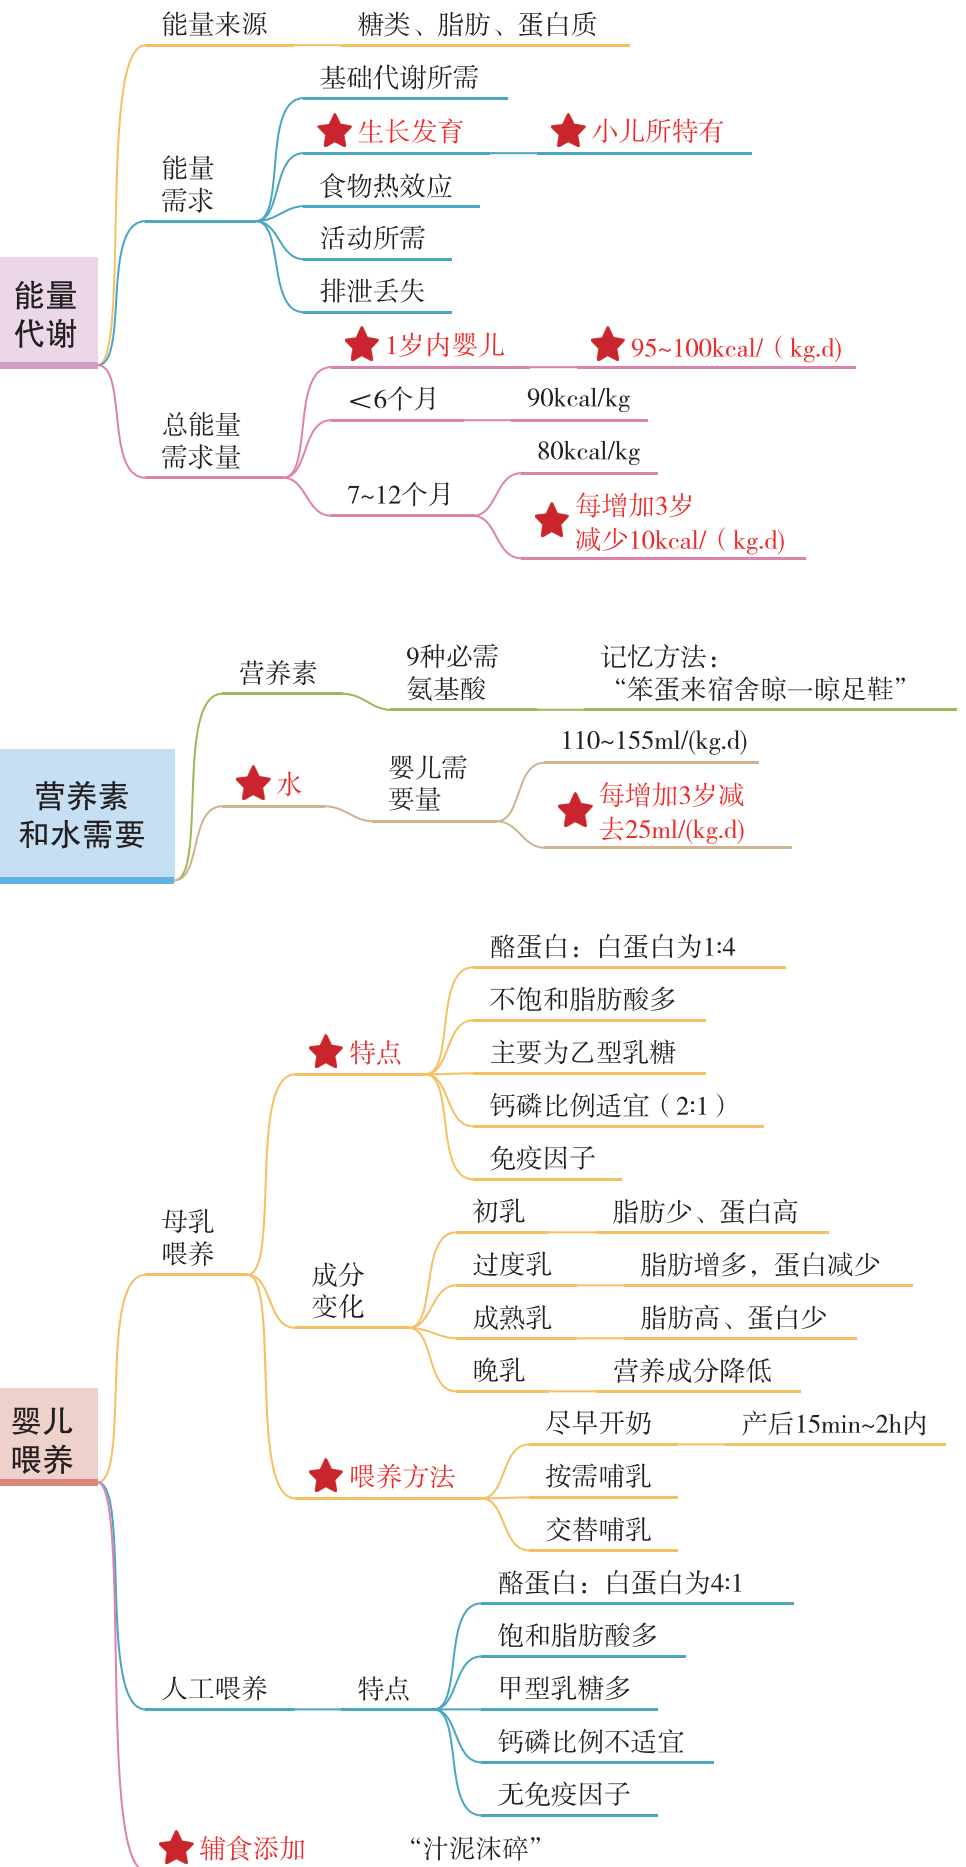 能量来源
糖类、脂肪、蛋白质
基础代谢所需
生长发育
小儿所特有
能量
需求
食物热效应
活动所需
排泄丢失
能量
代谢
1岁内婴儿
95~100kcal/（kg.d)
<6个月
90kcal/kg
总能量
需求量
80kcal/kg
7~12个月
每增加3岁
减少10kcal/（kg.d)
营养素
9种必需
氨基酸
记忆方法：
“笨蛋来宿舍晾一晾足鞋”
营养素
和水需要
水
婴儿需
要量
110~155ml/(kg.d)
每增加3岁减
去25ml/(kg.d)
酪蛋白：白蛋白为1:4
不饱和脂肪酸多
特点
主要为乙型乳糖
钙磷比例适宜（2:1）
免疫因子
母乳
喂养
初乳
脂肪少、蛋白高
成分
变化
过度乳
脂肪增多，蛋白减少
成熟乳
脂肪高、蛋白少
晚乳
营养成分降低
婴儿
喂养
尽早开奶
产后15min~2h内
喂养方法
按需哺乳
交替哺乳
酪蛋白：白蛋白为4:1
饱和脂肪酸多
人工喂养
特点
甲型乳糖多
钙磷比例不适宜
无免疫因子
辅食添加
“汁泥沫碎”